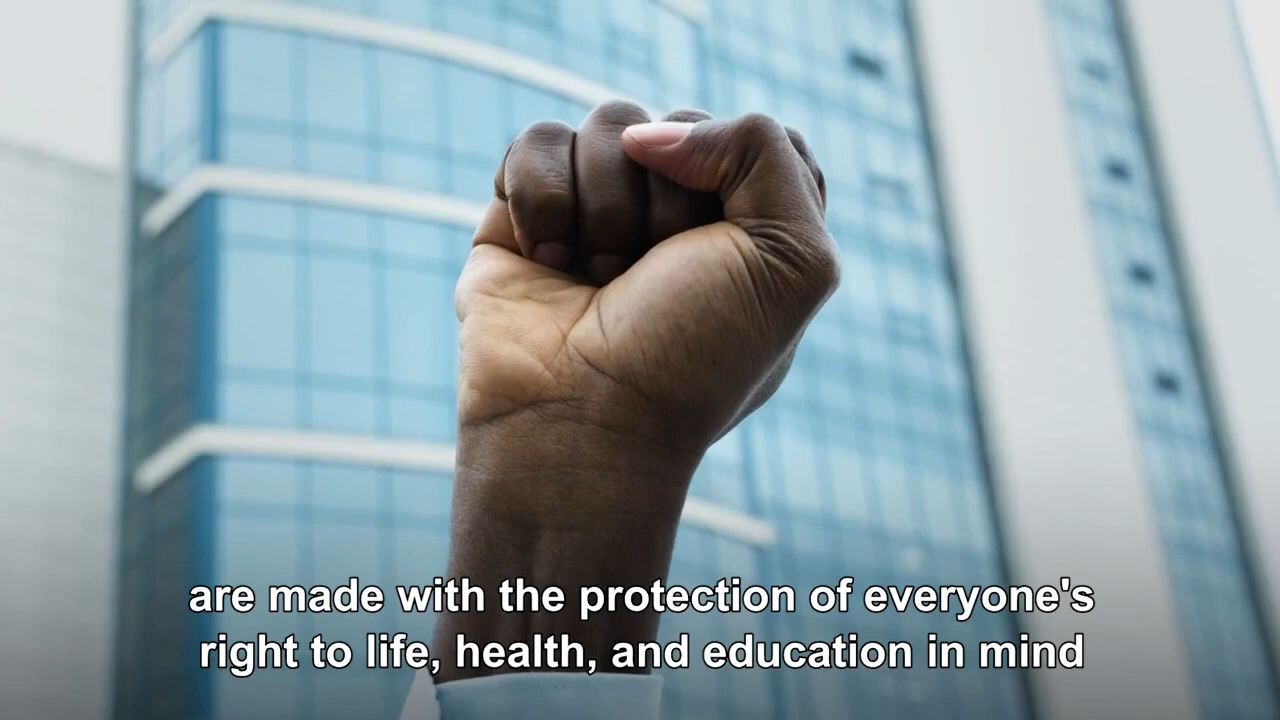 are made with the protection of everyone's
right to life, health, and education in mind